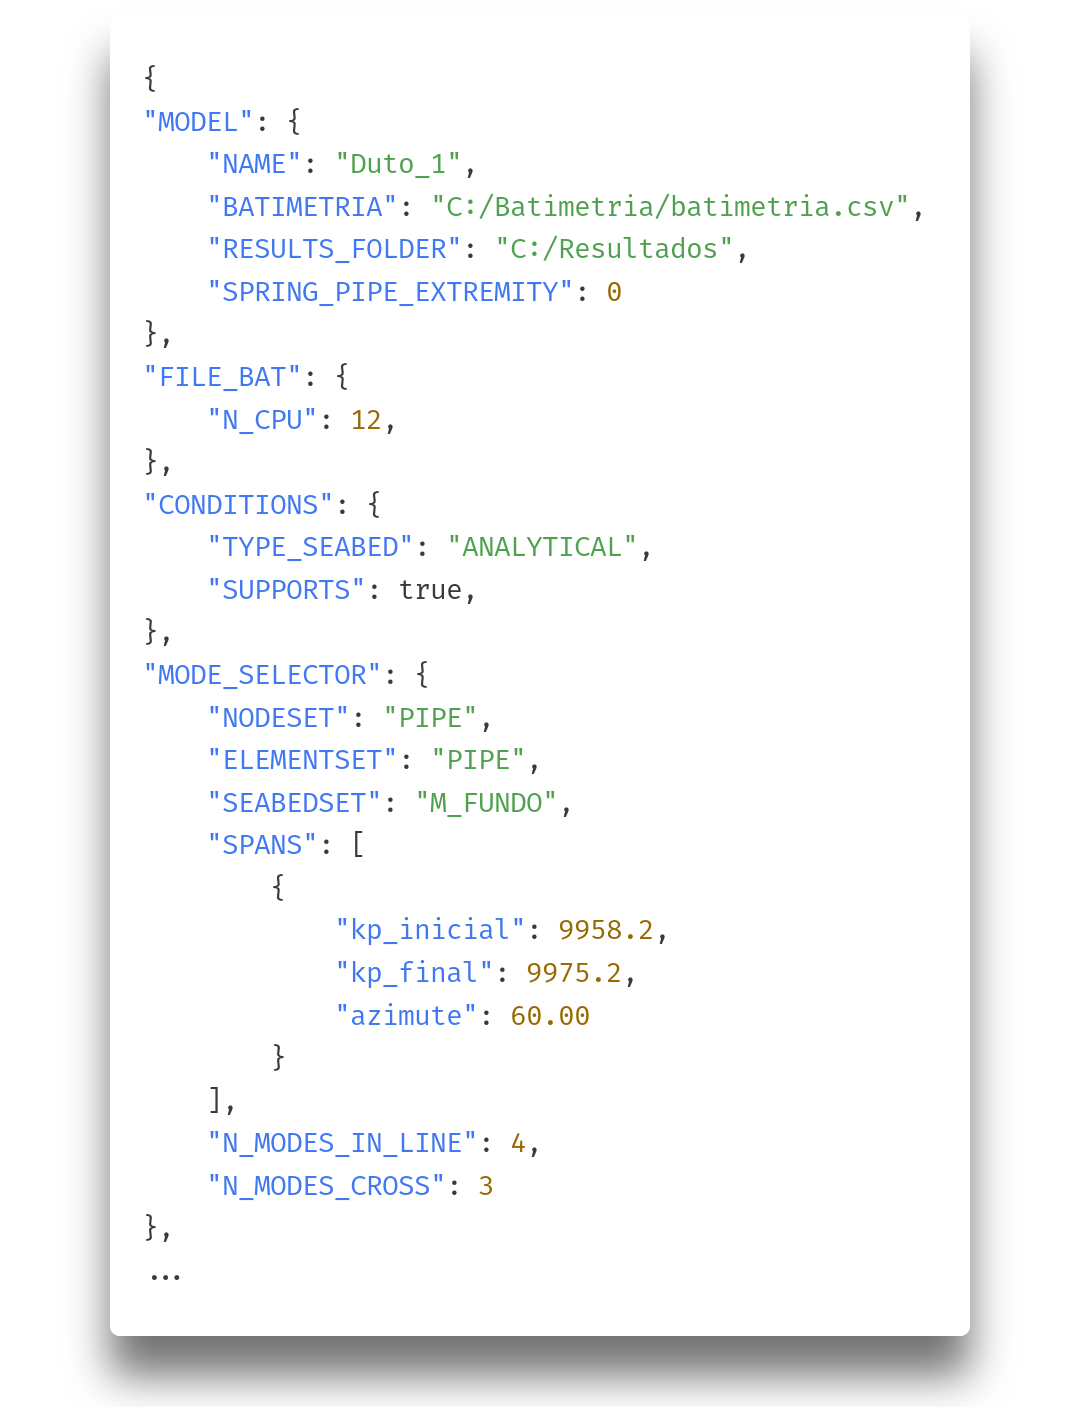 {
"MODEL": {
    "NAME": "Duto_1",
    "BATIMETRIA": "C:/Batimetria/batimetria.csv",
    "RESULTS_FOLDER": "C:/Resultados",
    "SPRING_PIPE_EXTREMITY": 0
},
"FILE_BAT": {
    "N_CPU": 12,
},
"CONDITIONS": {
    "TYPE_SEABED": "ANALYTICAL",
    "SUPPORTS": true,
},
"MODE_SELECTOR": {
    "NODESET": "PIPE",
    "ELEMENTSET": "PIPE",
    "SEABEDSET": "M_FUNDO",
    "SPANS": [
        {
            "kp_inicial": 9958.2,
            "kp_final": 9975.2,
            "azimute": 60.00
        }
    ],
    "N_MODES_IN_LINE": 4,
    "N_MODES_CROSS": 3
},
...